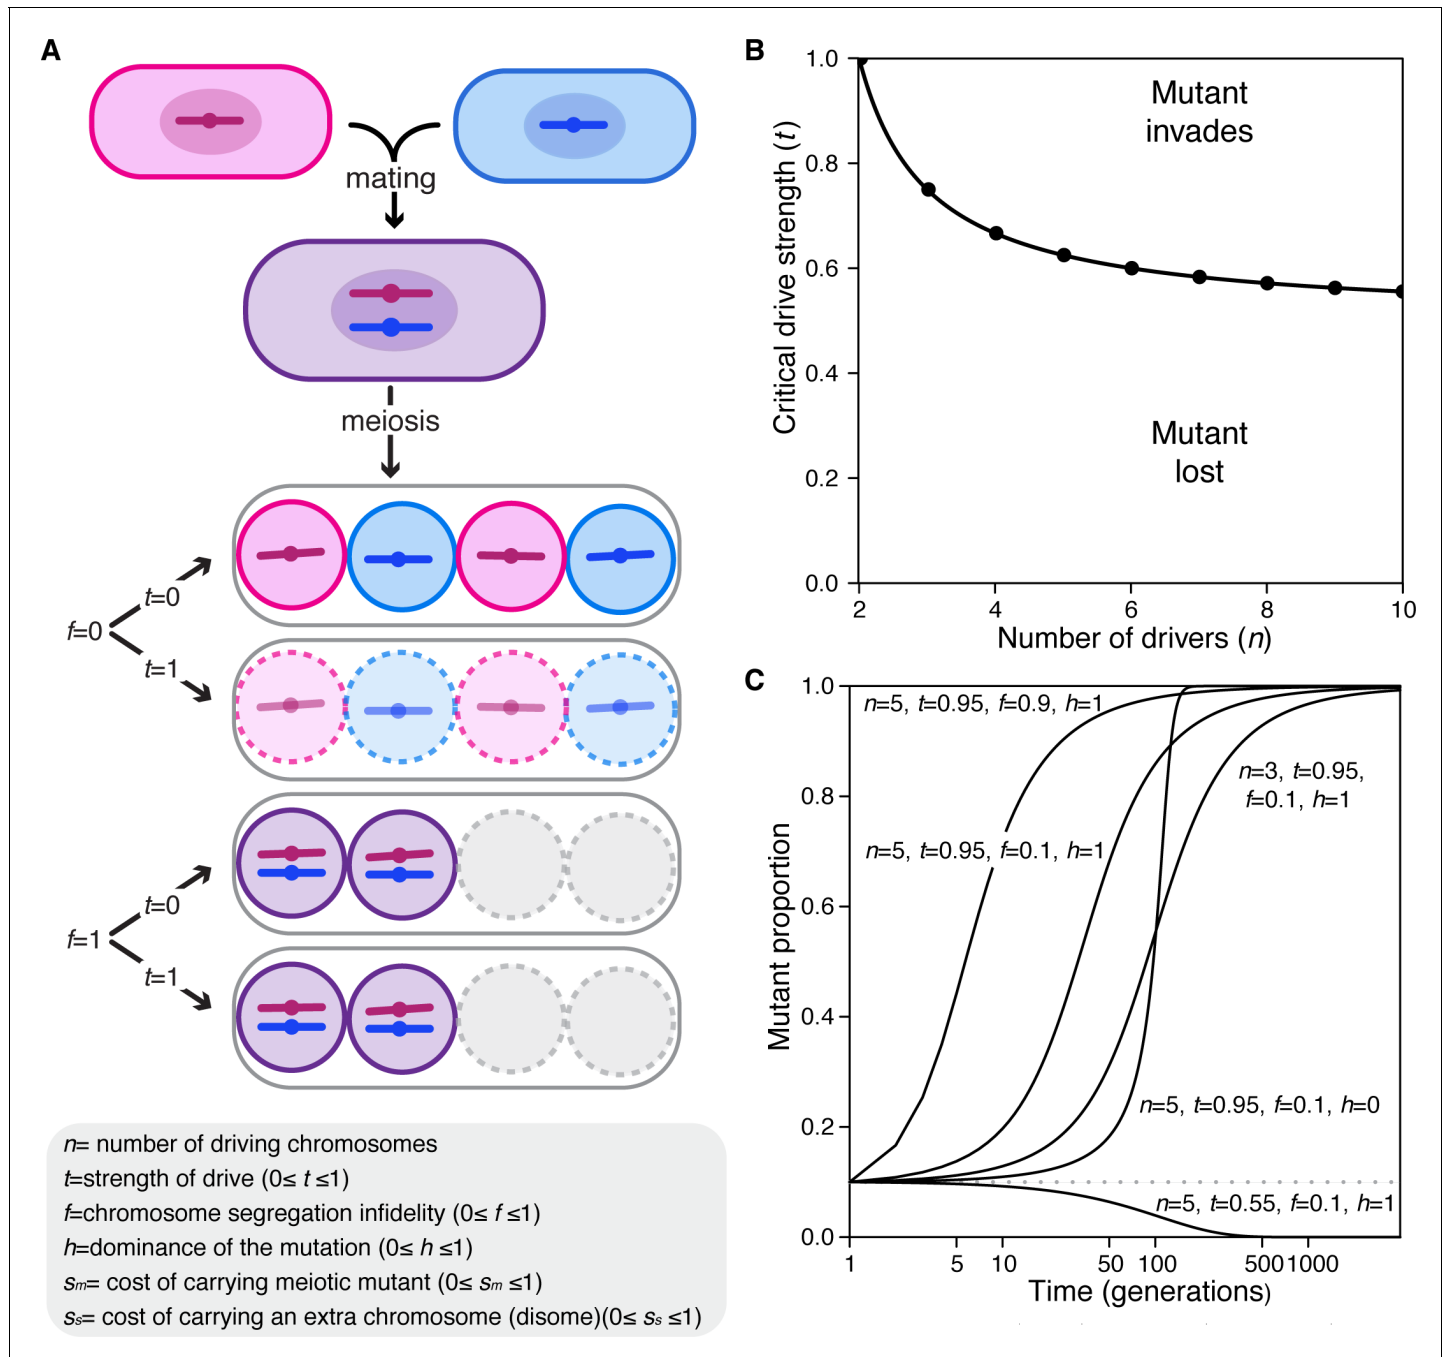 A
mating
meiosis
f=0
t=0
t=1
f=1
t=0
t=1
n= number of driving chromosomes
t=strength of drive (0≤ t ≤1)
f=chromosome segregation infidelity (0≤ f ≤1)
h=dominance of the mutation (0≤ h ≤1)
sm= cost of carrying meiotic mutant (0≤ sm ≤1)
ss= cost of carrying an extra chromosome (disome)(0≤ ss ≤1)
B
Critical drive strength (t)
1.0
0.8
0.6
0.4
0.2
0.0
Mutant
invades
Mutant
lost
2 4 6 8 10
Number of drivers (n)
C
Mutant proportion
1.0
0.8
0.6
0.4
0.2
0.0
n=5, t=0.95, f=0.9, h=1
n=3, t=0.95,
f=0.1, h=1
n=5, t=0.95, f=0.1, h=1
n=5, t=0.95, f=0.1, h=0
n=5, t=0.55, f=0.1, h=1
1 5 10 50 100 500 1000
Time (generations)